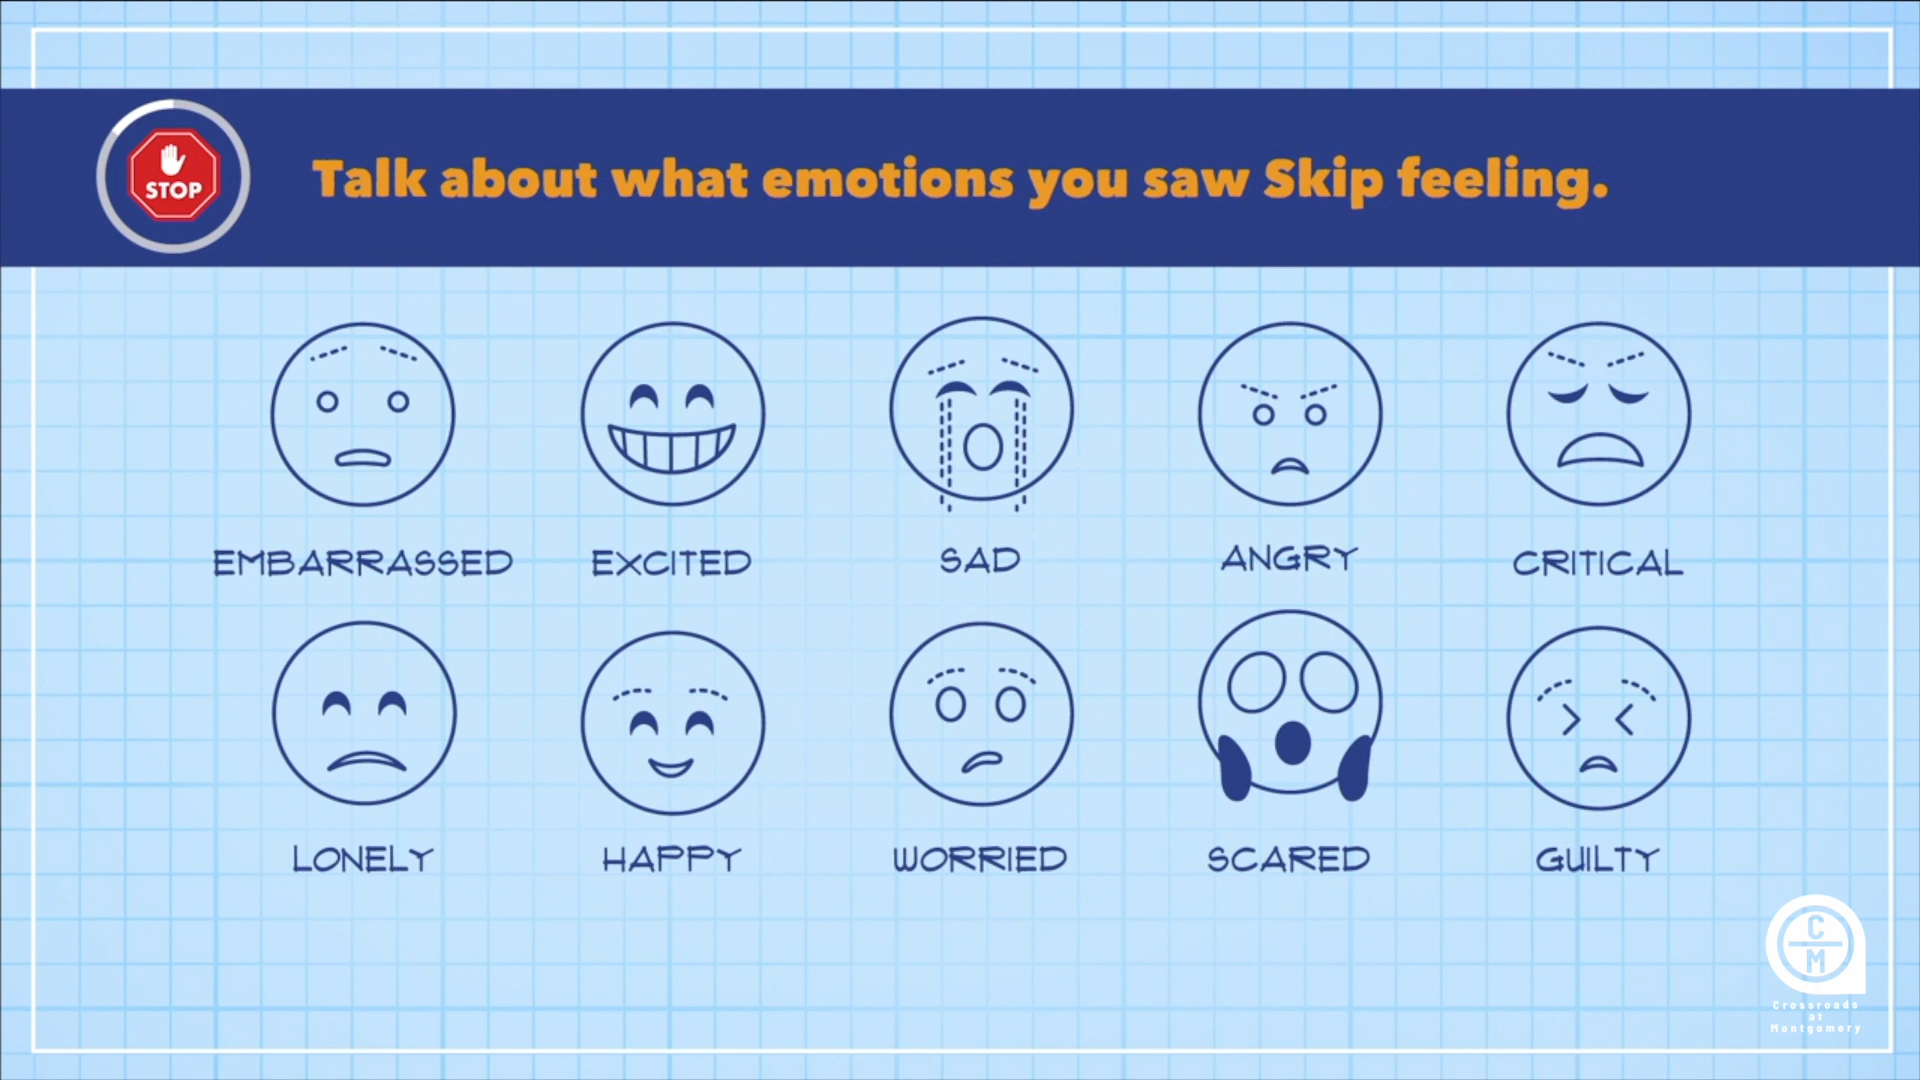 STOP
Talk about what emotions you saw Skip feeling.
EMBARRASSED
EXCITED
SAD
ANGRY
CRITICAL
LONELY
HAPPY
WORRIED
SCARED
GUILTY
C
M
Crossroads
at
Montgomery